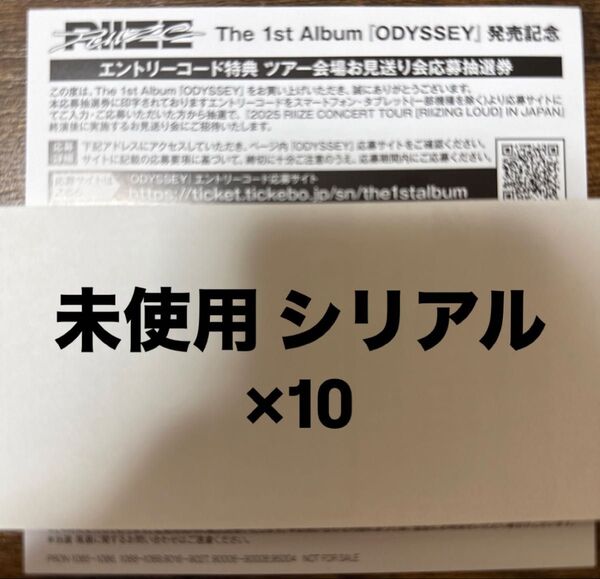 RIIZE The 1st Album『ODYSSEY』発売記念
エントリーコード特典 ツアー会場お見送り会応募抽選券
この度は、The 1st Album『ODYSSEY』をお買い上げいただき、誠にありがとうございます。
本応募抽選券に印字されておりますエントリーコードをスマートフォン・タブレット(一部機種を除く)より応募サイトに
てご入力・ご応募いただいた方から抽選で、『2025 RIIZE CONCERT TOUR [RIIZING LOUD] IN JAPAN』
終演後に実施するお見送り会にご招待いたします。
応募詳細 下記アドレスにアクセスしていただき、ページ内『ODYSSEY』応募サイトをご確認ください。
サイトに記載の応募要項に基づいて、締切に十分ご注意のうえ、応募期間内にご応募ください。
応募サイトは 『ODYSSEY』エントリーコード応募サイト
https://ticket.tickebo.jp/sn/the1stalbum
未使用 シリアル
×10
NOT FOR SALE